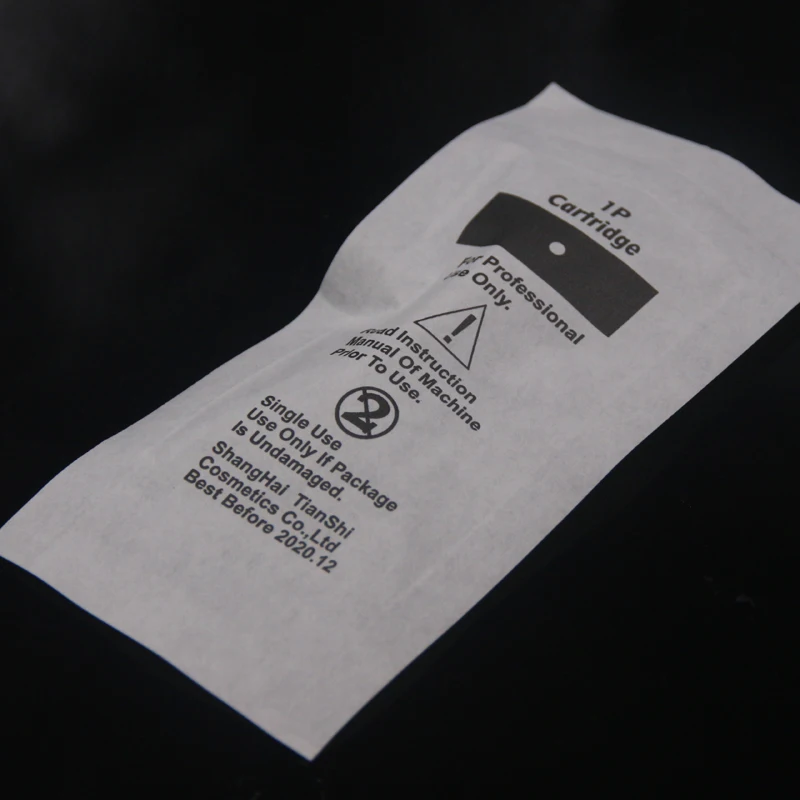 1P
Cartridge
For Professional
Use Only.
Read Instruction
Manual Of Machine
Prior To Use.
2
Single Use
Use Only If Package
Is Undamaged.
ShangHai TianShi
Cosmetics Co.,Ltd
Best Before 2020.12